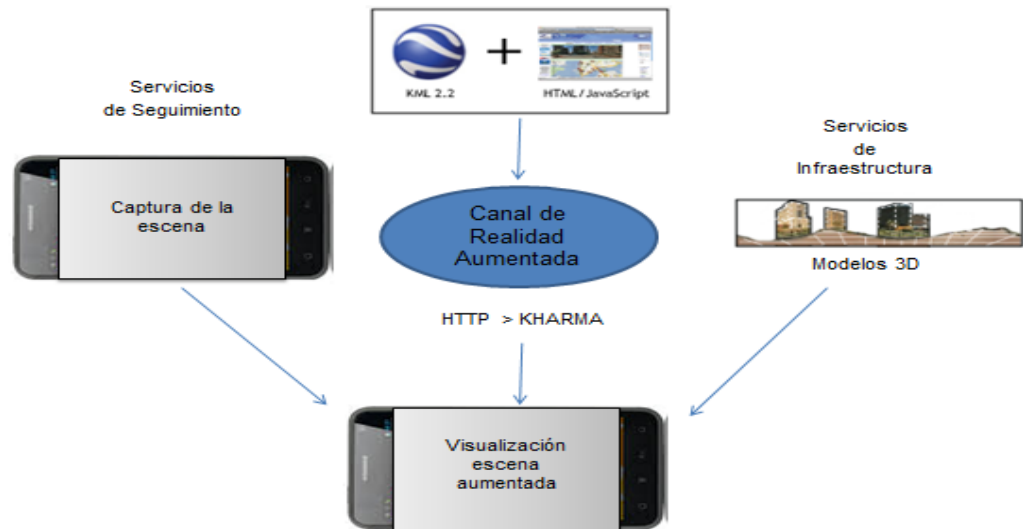 KML 2.2
+
HTML/JavaScript
Servicios
de Seguimiento
Captura de la
escena
Canal de
Realidad
Aumentada
HTTP > KHARMA
Servicios
de
Infraestructura
Modelos 3D
Visualización
escena
aumentada